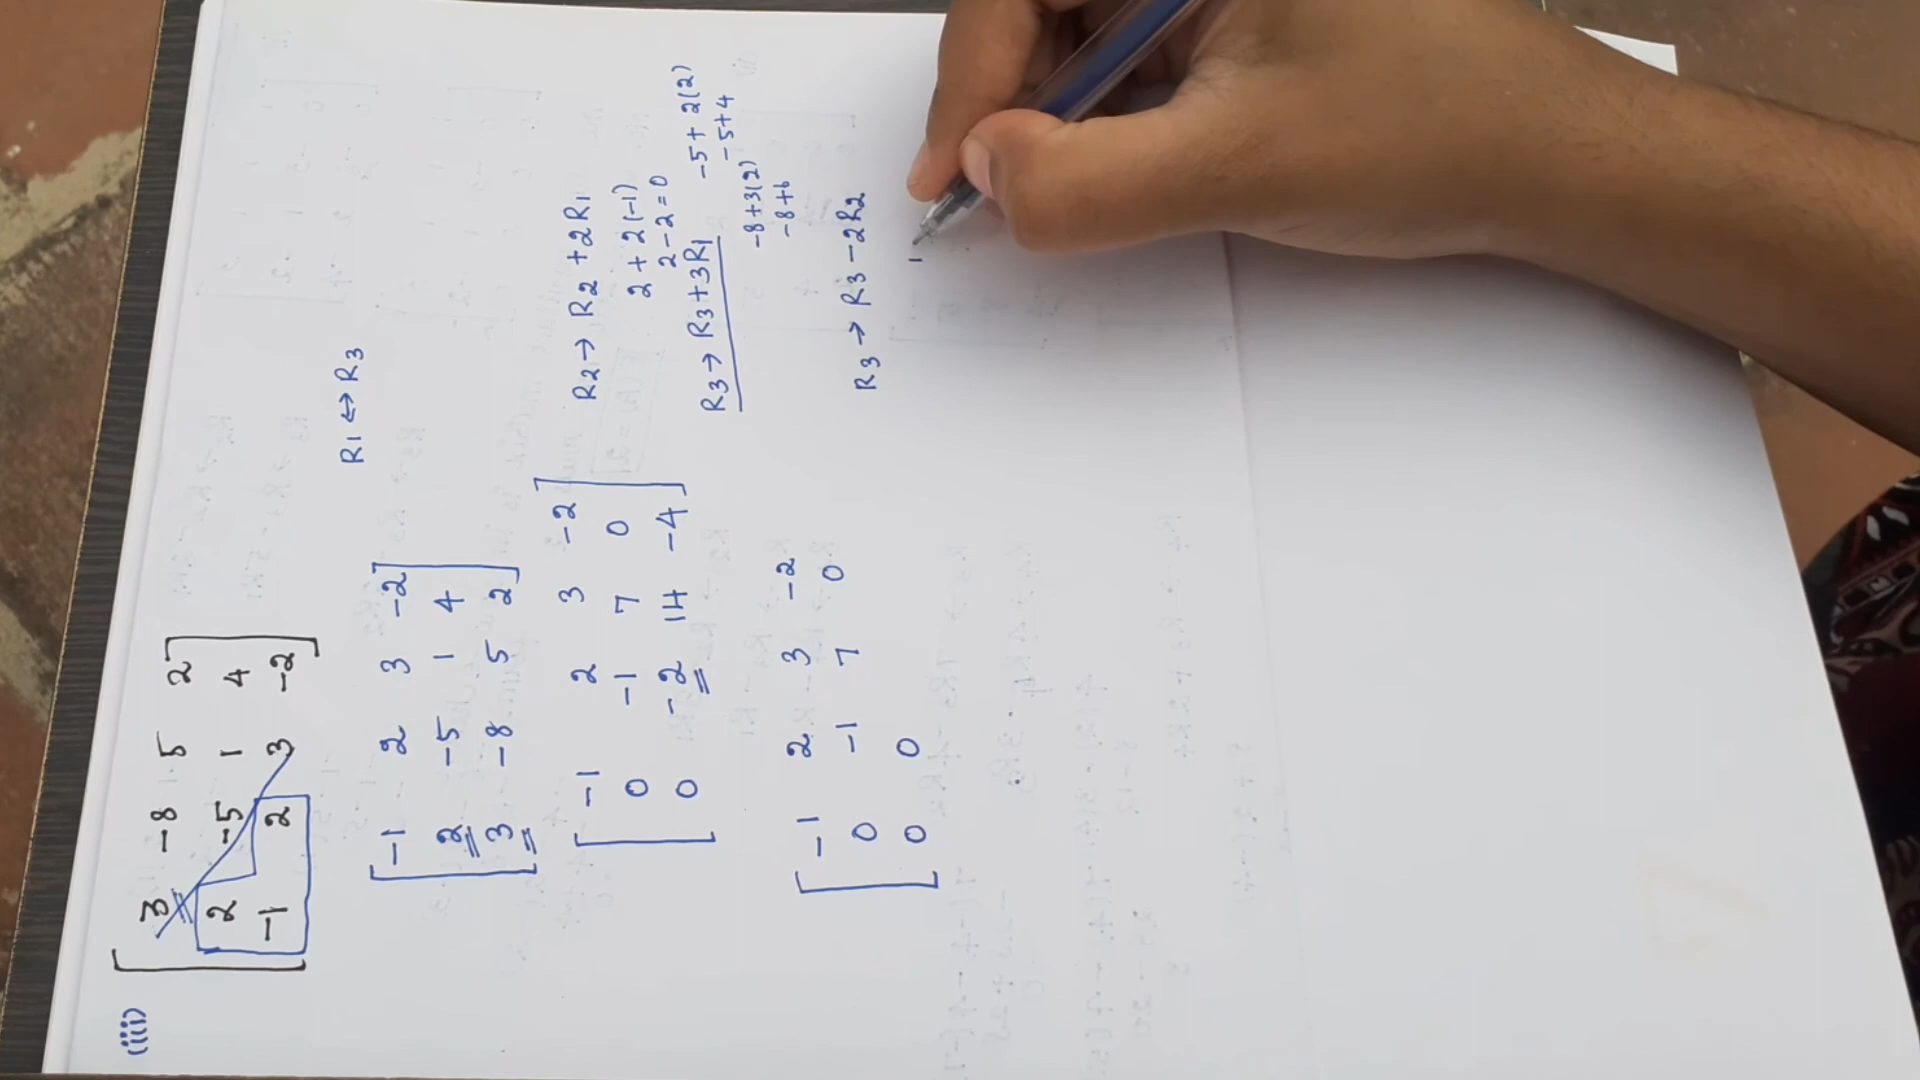 (iii)
3 -8 5 2
2 -5 1 4
-1 2 3 -2
R1 ↔ R3
-1 2 3 -2
2 -5 1 4
3 -8 5 2
R2 → R2 + 2R1
2 + 2(-1)
2 - 2 = 0
R3 → R3 + 3R1
-5 + 2(2)
-5 + 4
-8 + 3(2)
-8 + 6
-1 2 3 -2
0 -1 7 0
0 -2 14 -4
R3 → R3 - 2R2
-1 2 3 -2
0 -1 7 0
0 0